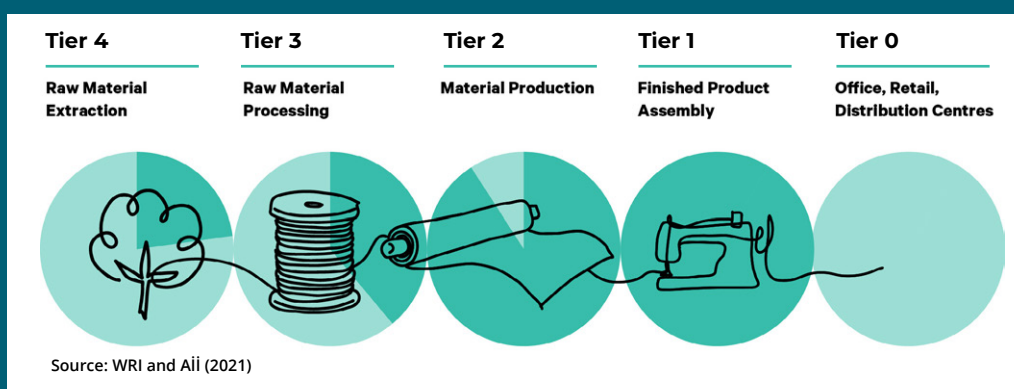 Tier 4
Raw Material
Extraction
Tier 3
Raw Material
Processing
Tier 2
Material Production
Tier 1
Finished Product
Assembly
Tier 0
Office, Retail,
Distribution Centres
Source: WRI and Aii (2021)